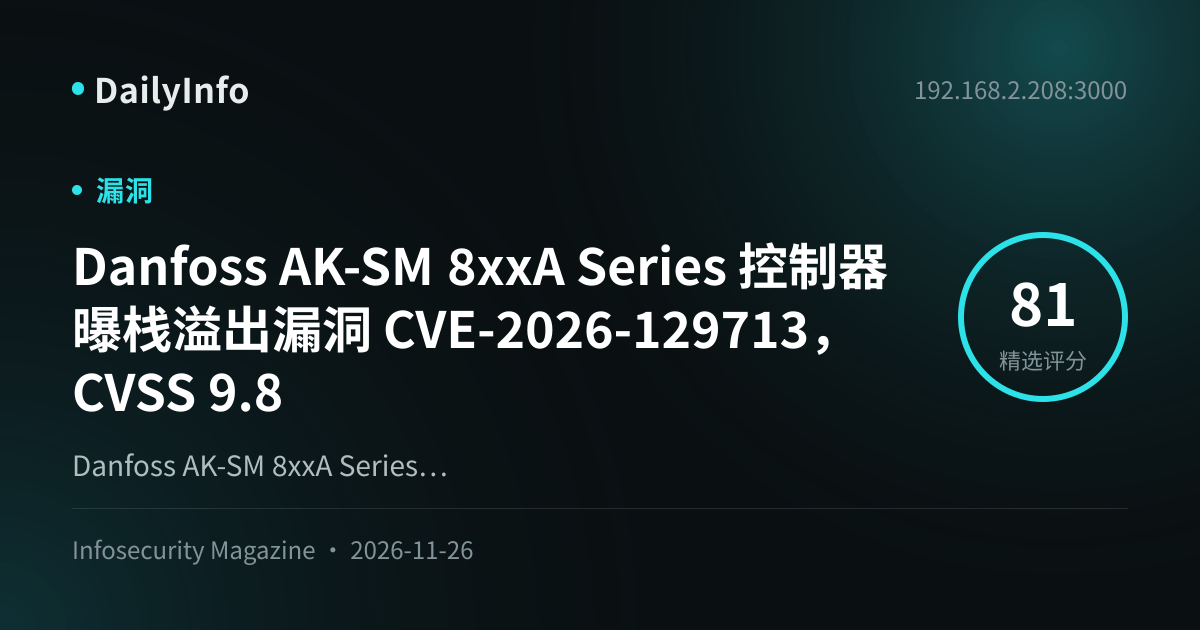 DailyInfo
192.168.2.208:3000
漏洞
Danfoss AK-SM 8xxA Series 控制器
曝栈溢出漏洞 CVE-2026-129713，
CVSS 9.8
81
精选评分
Danfoss AK-SM 8xxA Series…
Infosecurity Magazine · 2026-11-26